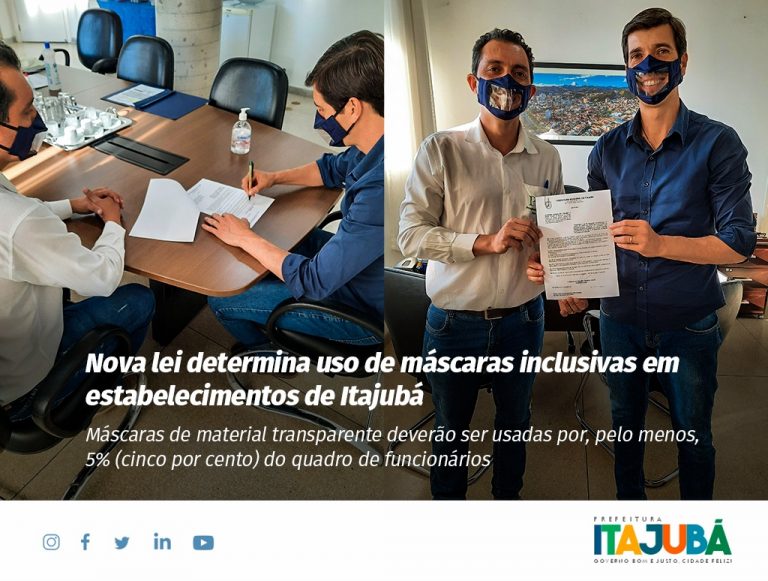 Nova lei determina uso de máscaras inclusivas em
estabelecimentos de Itajubá
Máscaras de material transparente deverão ser usadas por, pelo menos,
5% (cinco por cento) do quadro de funcionários
PREFEITURA
ITAJUBÁ
GOVERNO BOM E JUSTO. CIDADE FELIZ!